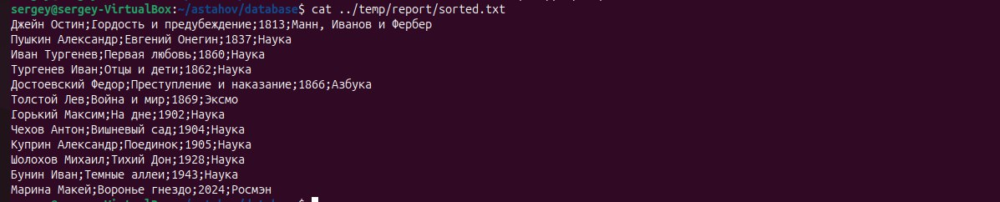 sergey@sergey-VirtualBox:~/astahov/database$ cat ../temp/report/sorted.txt
Джейн Остин;Гордость и предубеждение;1813;Манн, Иванов и Фербер
Пушкин Александр;Евгений Онегин;1837;Наука
Иван Тургенев;Первая любовь;1860;Наука
Тургенев Иван;Отцы и дети;1862;Наука
Достоевский Федор;Преступление и наказание;1866;Азбука
Толстой Лев;Война и мир;1869;Эксмо
Горький Максим;На дне;1902;Наука
Чехов Антон;Вишневый сад;1904;Наука
Куприн Александр;Поединок;1905;Наука
Шолохов Михаил;Тихий Дон;1928;Наука
Бунин Иван;Темные аллеи;1943;Наука
Марина Макей;Воронье гнездо;2024;Росмэн